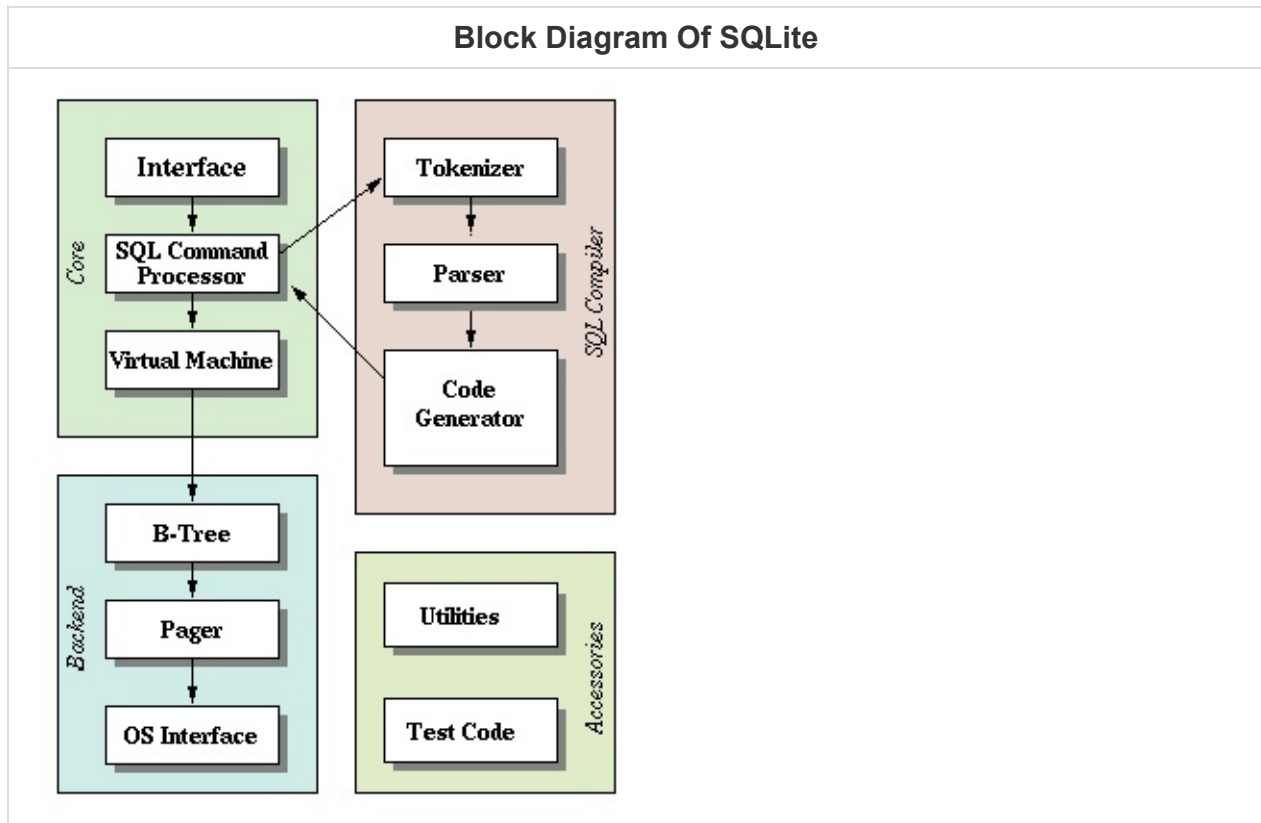 Block Diagram Of SQLite
Core
Interface
SQL Command
Processor
Virtual Machine
SQL Compiler
Tokenizer
Parser
Code
Generator
Backend
B-Tree
Pager
OS Interface
Accessories
Utilities
Test Code